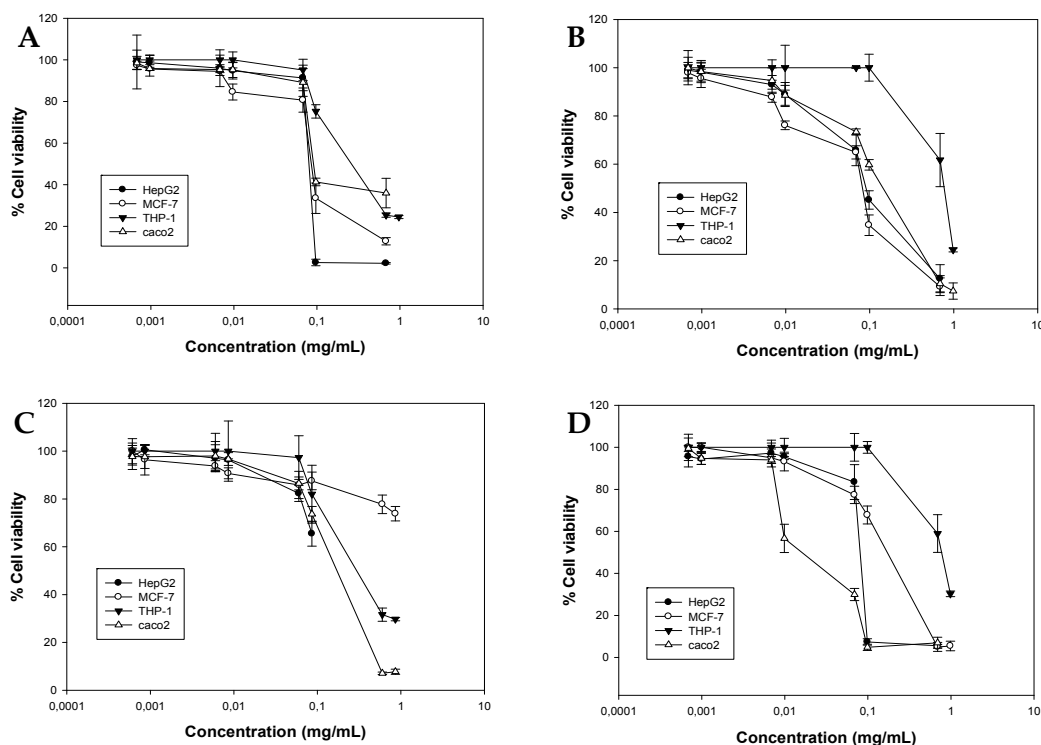 A
120
100
80
60
40
20
0
% Cell viability
HepG2
MCF-7
THP-1
caco2
0,0001 0,001 0,01 0,1 1 10
Concentration (mg/mL)
B
120
100
80
60
40
20
0
% Cell viability
HepG2
MCF-7
THP-1
caco2
0,0001 0,001 0,01 0,1 1 10
Concentration (mg/mL)
C
120
100
80
60
40
20
0
% Cell viability
HepG2
MCF-7
THP-1
caco2
0,0001 0,001 0,01 0,1 1 10
Concentration (mg/mL)
D
120
100
80
60
40
20
0
% Cell viability
HepG2
MCF-7
THP-1
caco2
0,0001 0,001 0,01 0,1 1 10
Concentration (mg/mL)